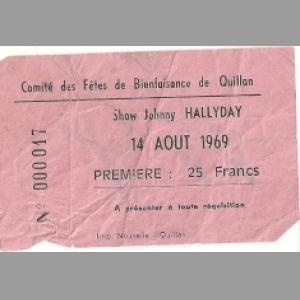 Comité des Fêtes de Bienfaisance de Quillan
Show Johnny HALLYDAY
14 AOUT 1969
PREMIERE : 25 Francs
A présenter à toute réquisition
Imp. Nouvelle - Quillan
N° 000017